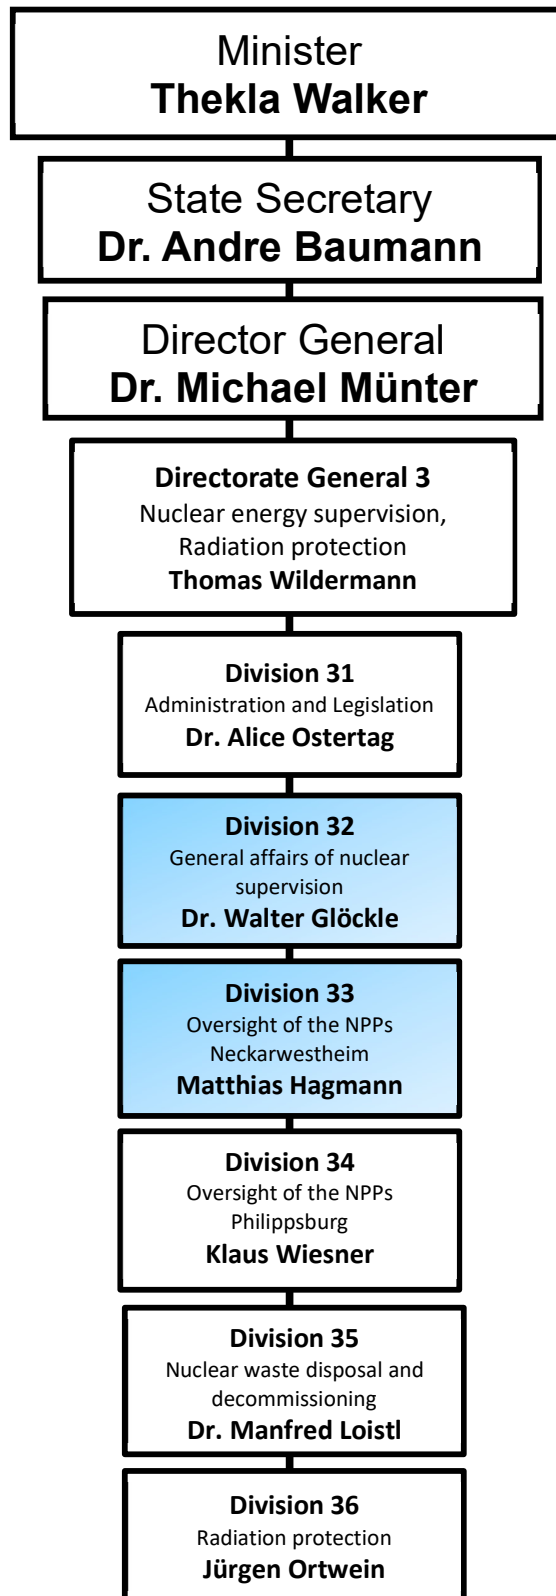 Minister
Thekla Walker
State Secretary
Dr. Andre Baumann
Director General
Dr. Michael Münter
Directorate General 3
Nuclear energy supervision,
Radiation protection
Thomas Wildermann
Division 31
Administration and Legislation
Dr. Alice Ostertag
Division 32
General affairs of nuclear
supervision
Dr. Walter Glöckle
Division 33
Oversight of the NPPs
Neckarwestheim
Matthias Hagmann
Division 34
Oversight of the NPPs
Philippsburg
Klaus Wiesner
Division 35
Nuclear waste disposal and
decommissioning
Dr. Manfred Loistl
Division 36
Radiation protection
Jürgen Ortwein